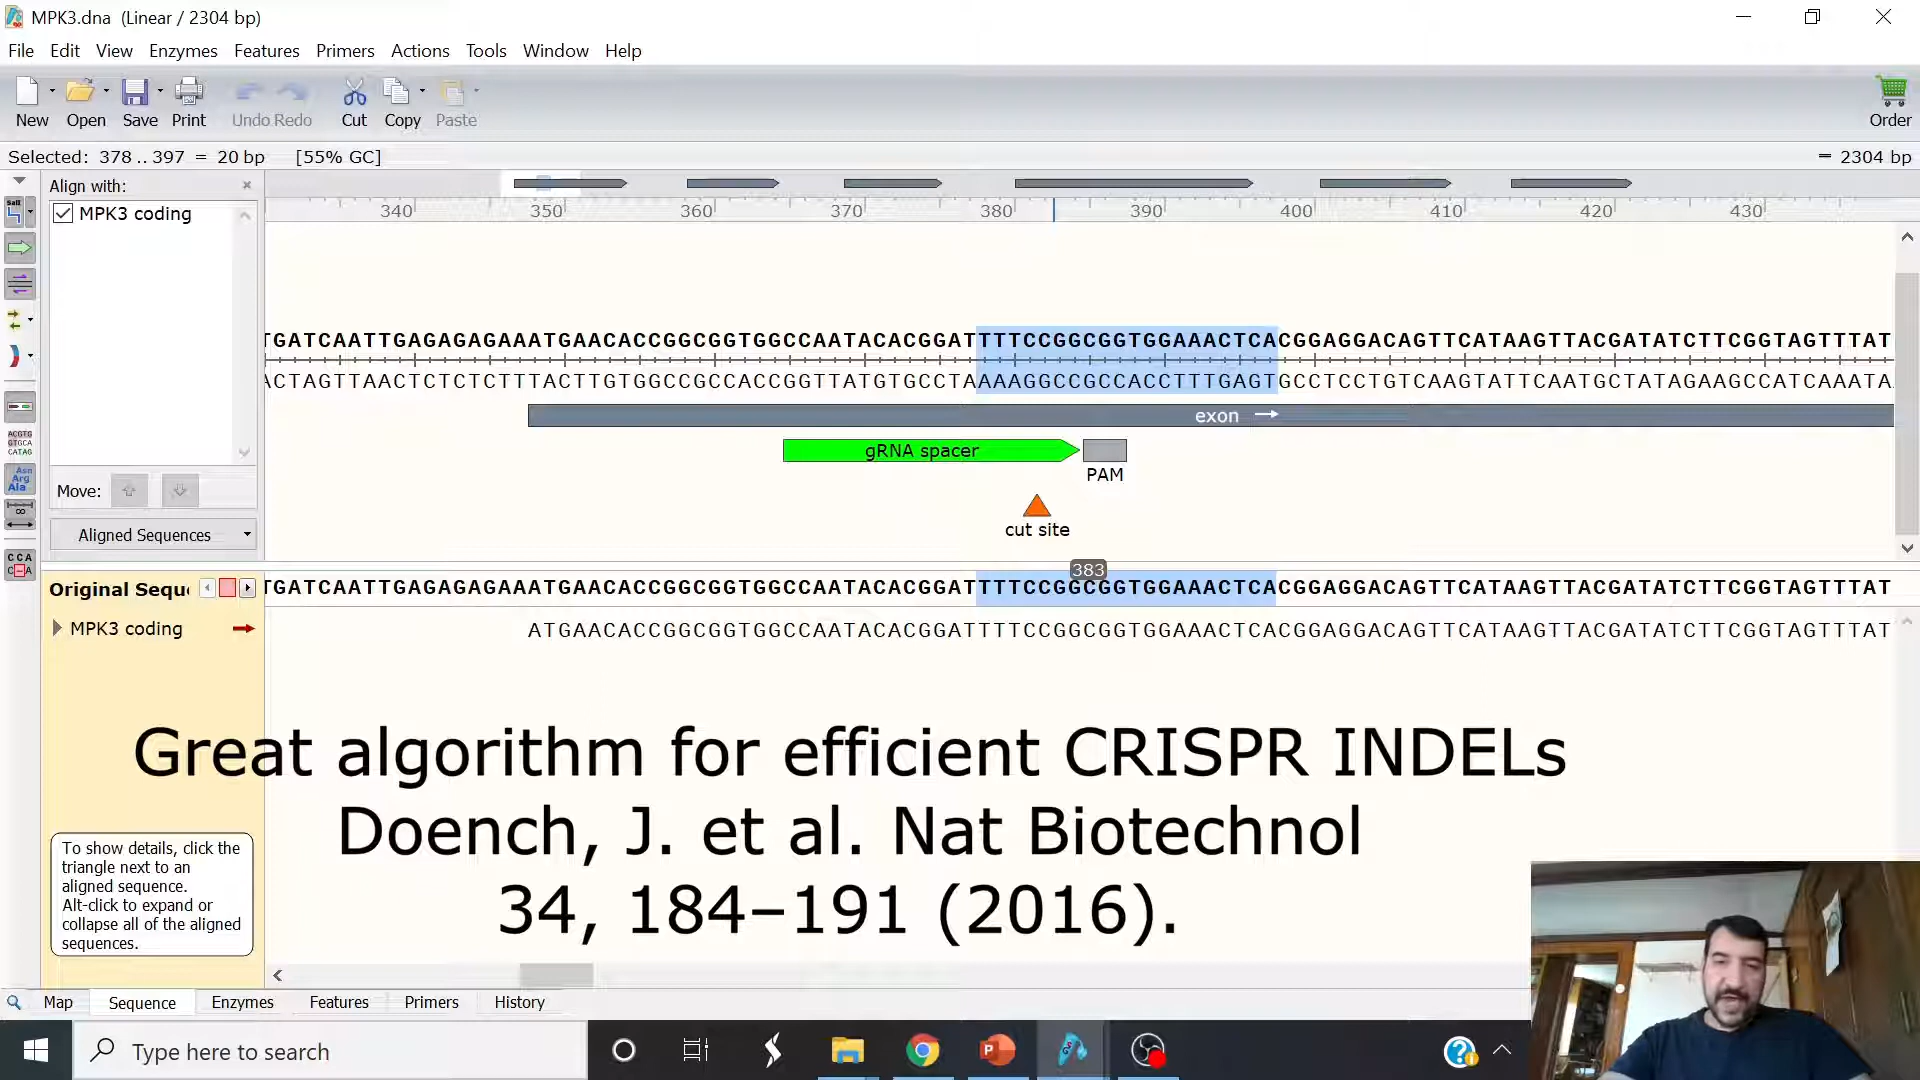 MPK3.dna (Linear / 2304 bp)
File Edit View Enzymes Features Primers Actions Tools Window Help
New Open Save Print Undo Redo Cut Copy Paste Order
Selected: 378 .. 397 = 20 bp [55% GC] = 2304 bp
Align with:
MPK3 coding
340 350 360 370 380 390 400 410 420 430
TGATCAATTGAGAGAGAAATGAACACCGGCGGTGGCCAATACACGGATTTTCCGGCGGTGGAAACTCACGGAGGACAGTTCATAAGTTACGATATCTTCGGTAGTTTAT
ACTAGTTAACTCTCTCTTTACTTGTGGCCGCCACCGGTTATGTGCCTAAAAGGCCGCCACCTTTGAGTGCCTCCTGTCAAGTATTCAATGCTATAGAAGCCATCAAATA
exon
gRNA spacer
PAM
cut site
Move:
Aligned Sequences
383
Original Sequ
TGATCAATTGAGAGAGAAATGAACACCGGCGGTGGCCAATACACGGATTTTCCGGCGGTGGAAACTCACGGAGGACAGTTCATAAGTTACGATATCTTCGGTAGTTTAT
MPK3 coding
ATGAACACCGGCGGTGGCCAATACACGGATTTTCCGGCGGTGGAAACTCACGGAGGACAGTTCATAAGTTACGATATCTTCGGTAGTTTAT
Great algorithm for efficient CRISPR INDELs
Doench, J. et al. Nat Biotechnol
34, 184–191 (2016).
To show details, click the
triangle next to an
aligned sequence.
Alt-click to expand or
collapse all of the aligned
sequences.
Map Sequence Enzymes Features Primers History
Type here to search